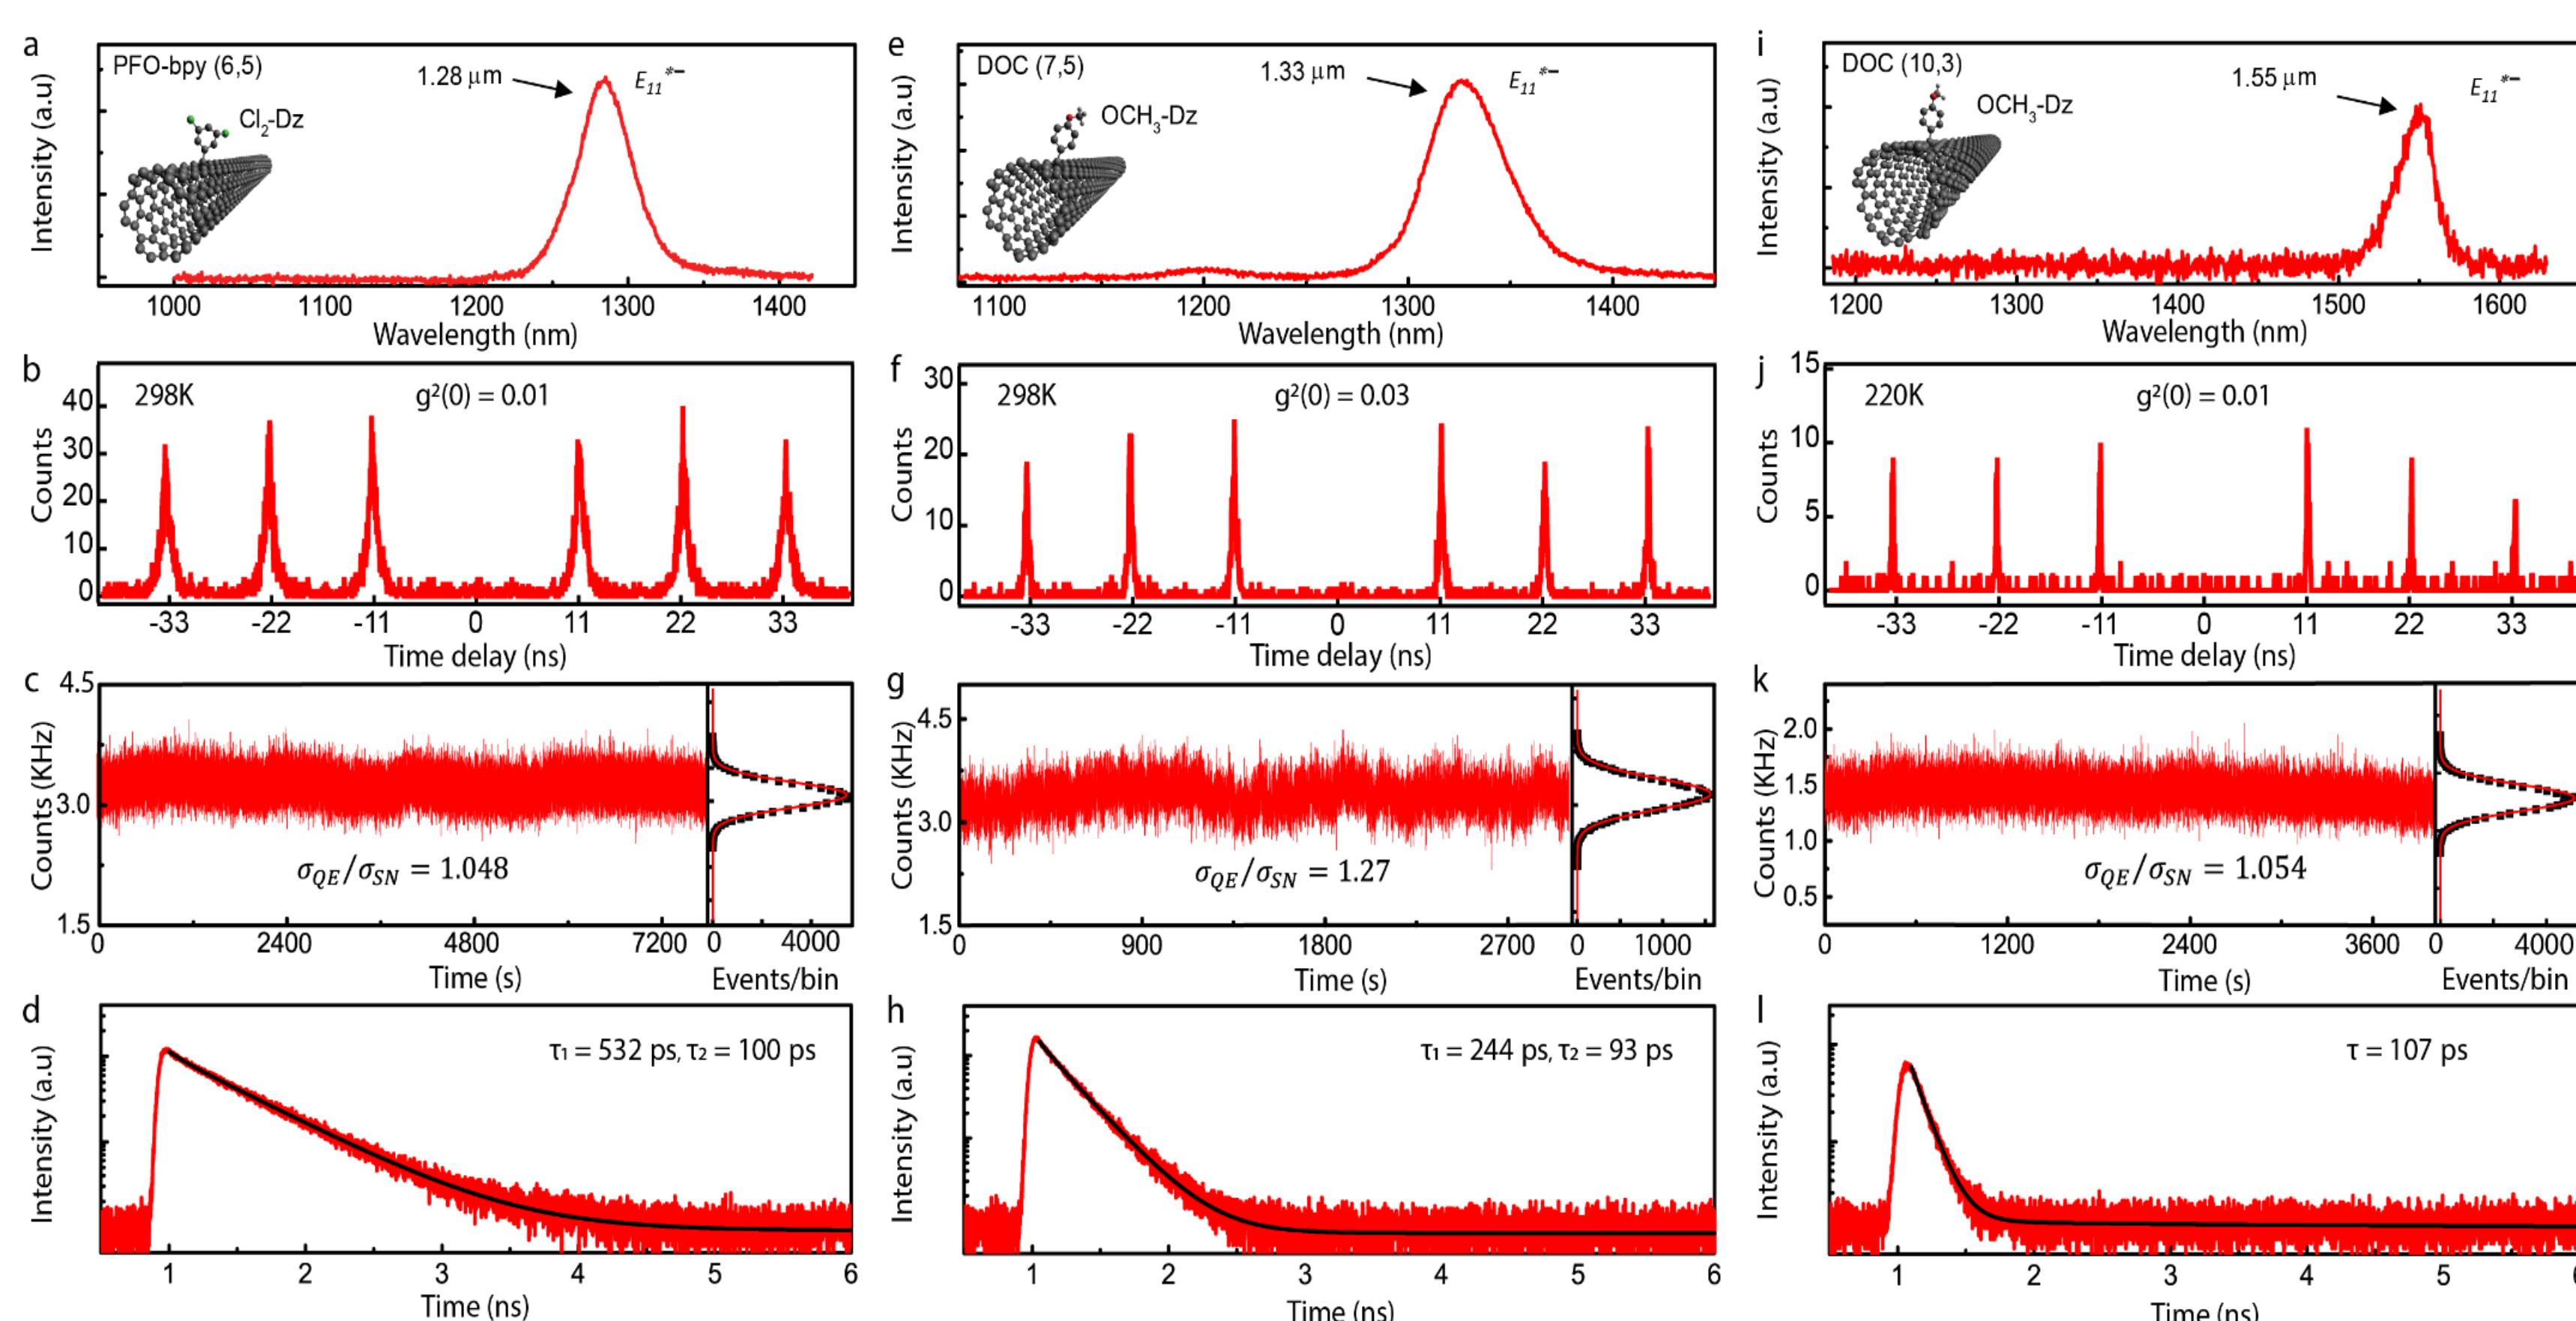 a
PFO-bpy (6,5)
1.28 μm
E₁₁*⁻
Cl₂-Dz
Intensity (a.u)
1000 1100 1200 1300 1400
Wavelength (nm)
e
DOC (7,5)
1.33 μm
E₁₁*⁻
OCH₃-Dz
Intensity (a.u)
1100 1200 1300 1400
Wavelength (nm)
i
DOC (10,3)
1.55 μm
E₁₁*⁻
OCH₃-Dz
Intensity (a.u)
1200 1300 1400 1500 1600
Wavelength (nm)
b
298K
g²(0) = 0.01
Counts
40
30
20
10
0
-33 -22 -11 0 11 22 33
Time delay (ns)
f
298K
g²(0) = 0.03
Counts
30
20
10
0
-33 -22 -11 0 11 22 33
Time delay (ns)
j
220K
g²(0) = 0.01
Counts
15
10
5
0
-33 -22 -11 0 11 22 33
Time delay (ns)
c
Counts (KHz)
4.5
3.0
1.5
σQE/σSN = 1.048
0 2400 4800 7200 0 4000
Time (s) Events/bin
g
Counts (KHz)
4.5
3.0
1.5
σQE/σSN = 1.27
0 900 1800 2700 0 1000
Time (s) Events/bin
k
Counts (KHz)
2.0
1.5
1.0
0.5
σQE/σSN = 1.054
0 1200 2400 3600 0 4000
Time (s) Events/bin
d
τ₁ = 532 ps, τ₂ = 100 ps
Intensity (a.u)
1 2 3 4 5 6
Time (ns)
h
τ₁ = 244 ps, τ₂ = 93 ps
Intensity (a.u)
1 2 3 4 5 6
Time (ns)
l
τ = 107 ps
Intensity (a.u)
1 2 3 4 5
Time (ns)